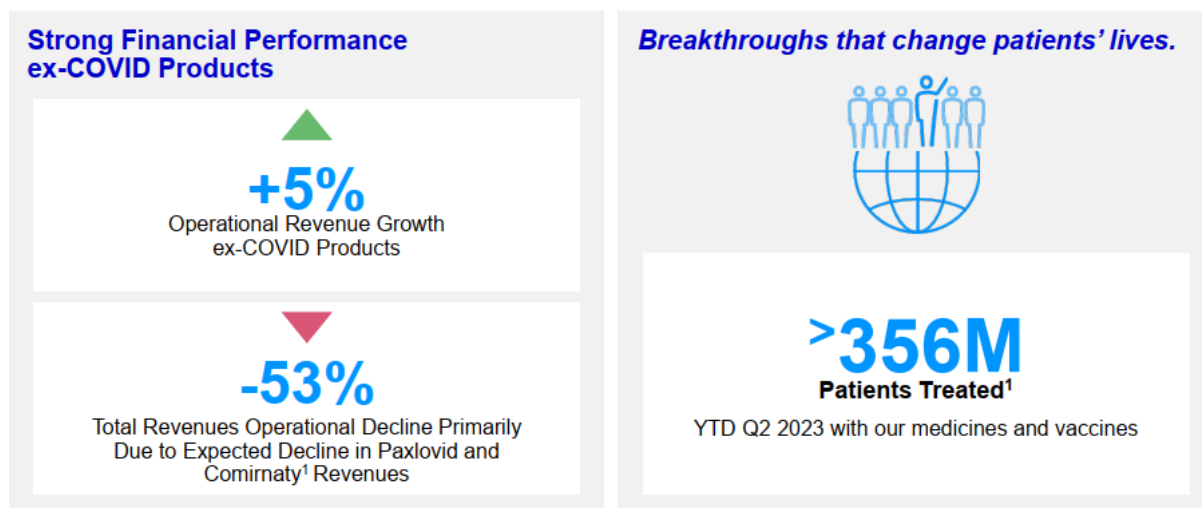 Strong Financial Performance
ex-COVID Products
+5%
Operational Revenue Growth
ex-COVID Products
-53%
Total Revenues Operational Decline Primarily
Due to Expected Decline in Paxlovid and
Comirnaty¹ Revenues
Breakthroughs that change patients’ lives.
>356M
Patients Treated¹
YTD Q2 2023 with our medicines and vaccines